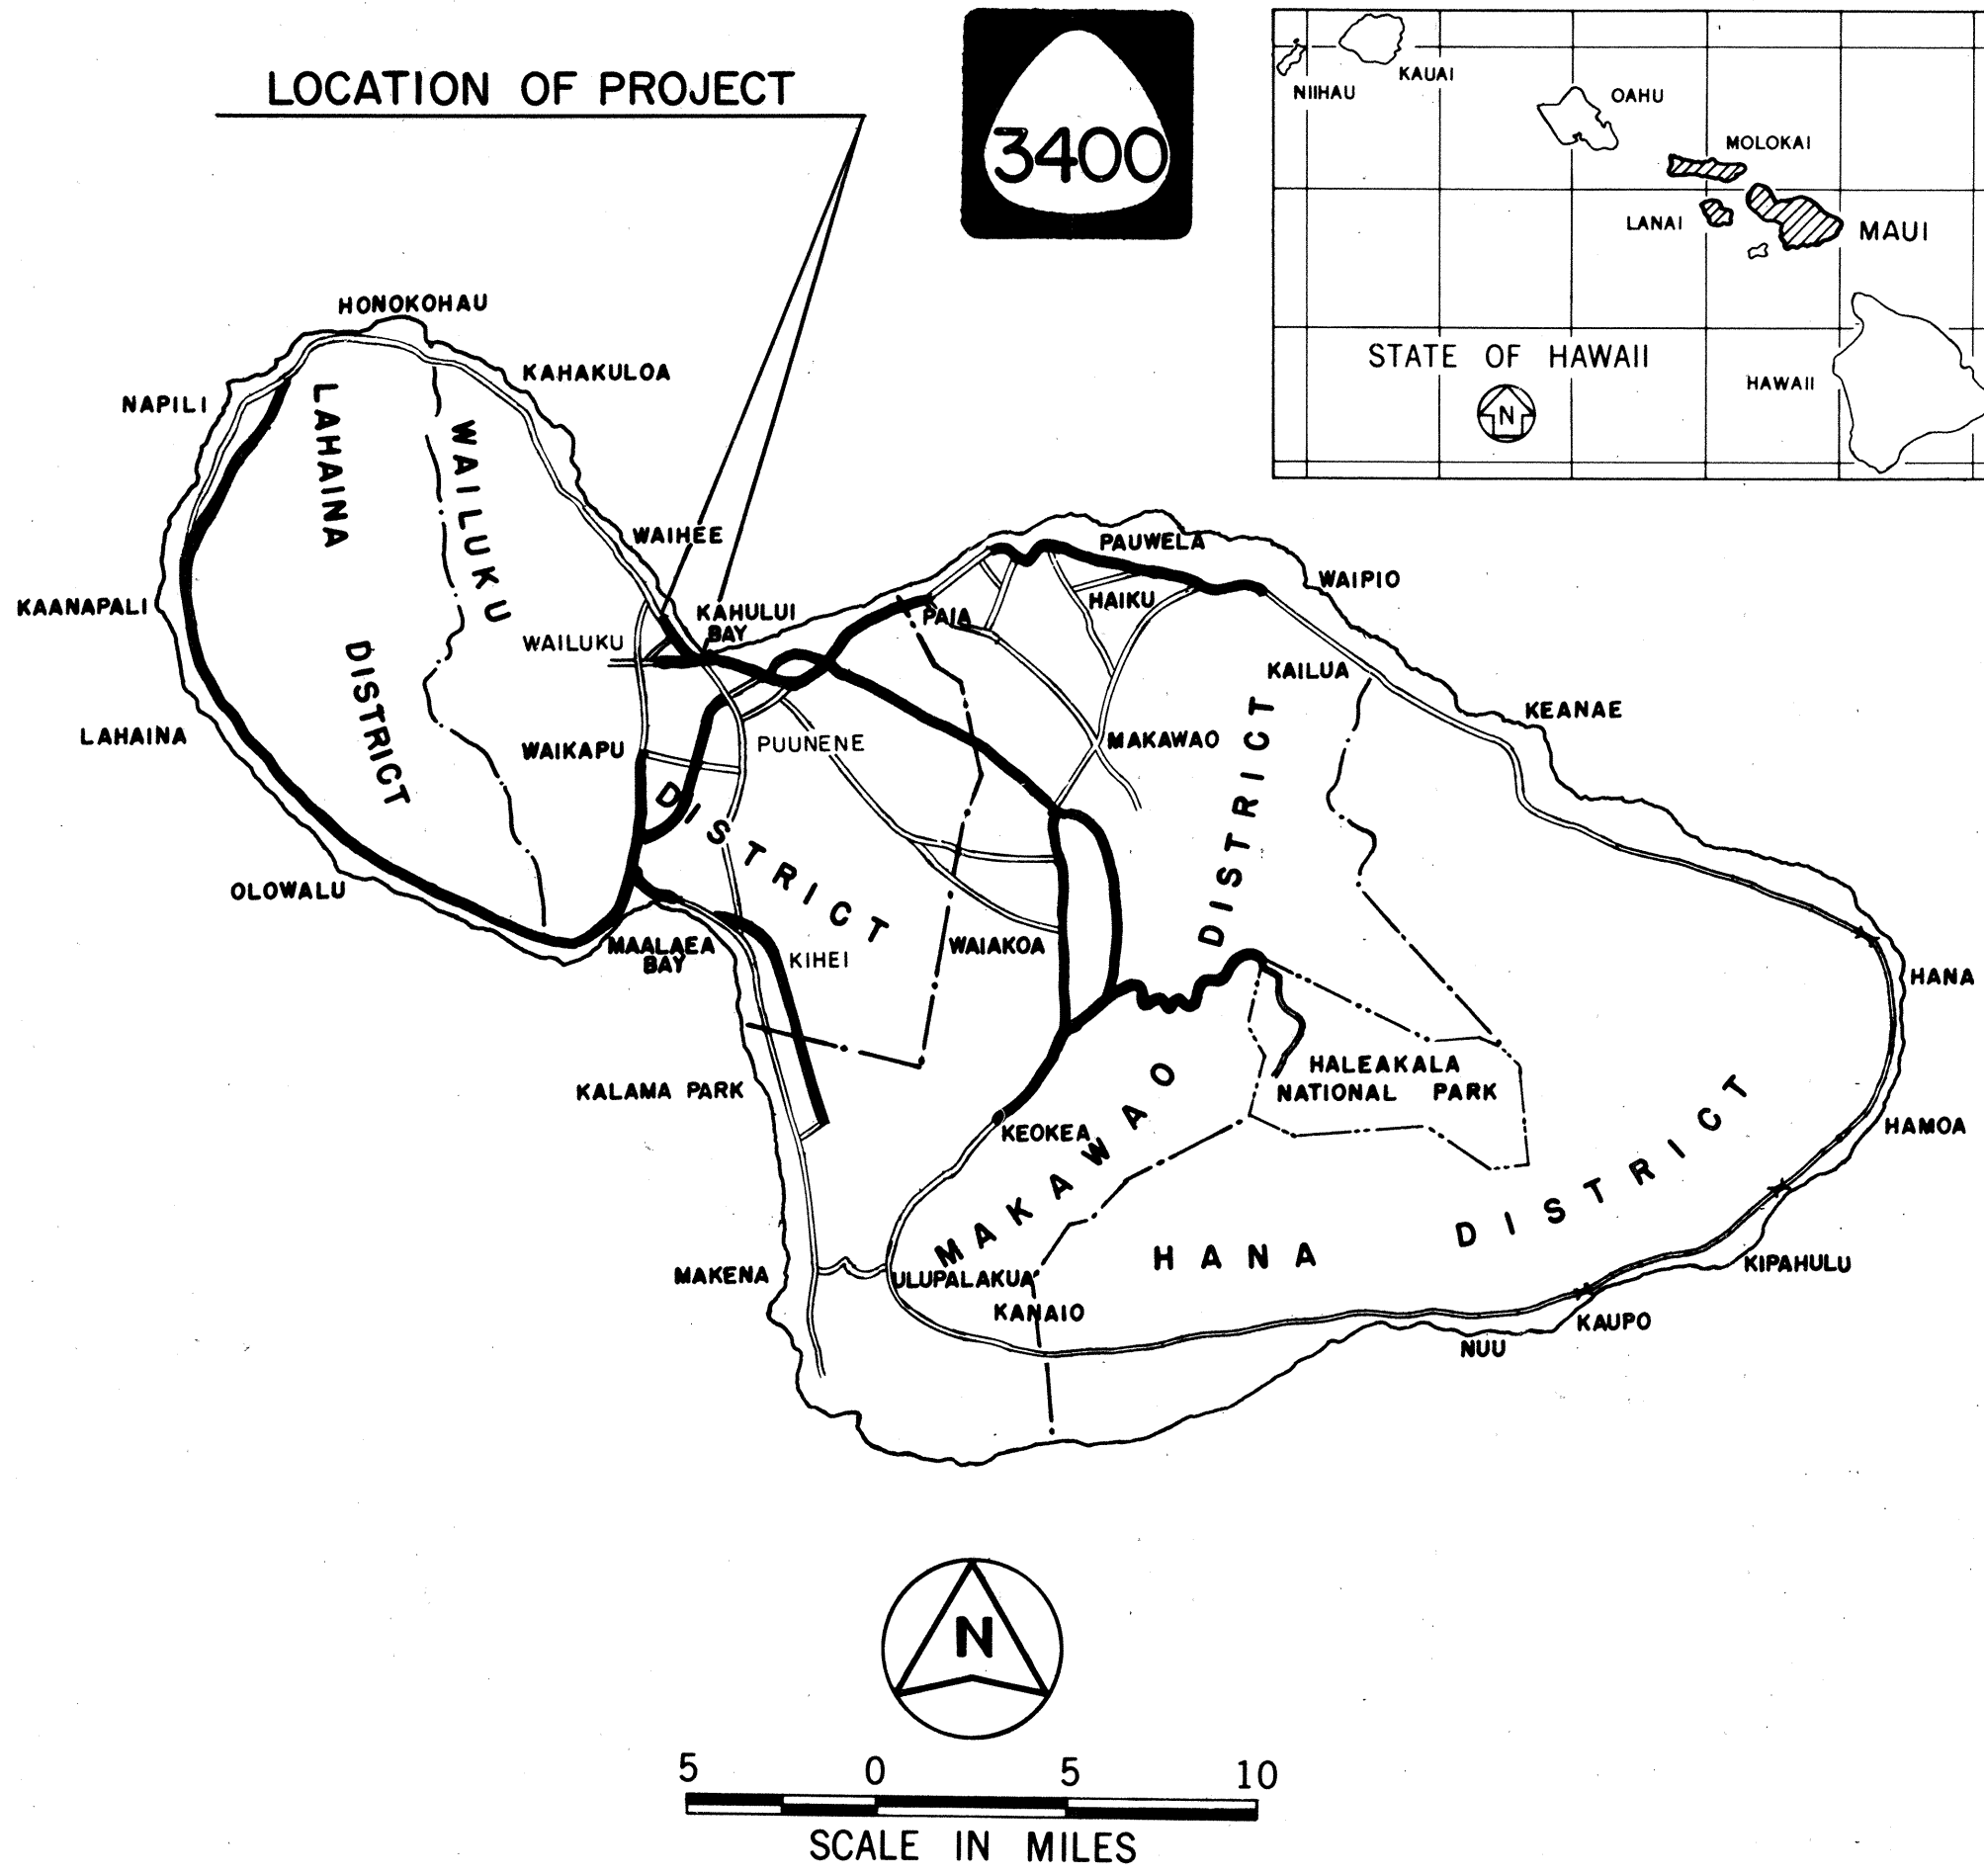 LOCATION OF PROJECT
3400
NIIHAU
KAUAI
OAHU
MOLOKAI
LANAI
MAUI
HAWAII
STATE OF HAWAII
N
HONOKOHAU
KAHAKULOA
NAPILI
LAHAINA
DISTRICT
WAILUKU
DISTRICT
WAIHEE
KAANAPALI
KAHULUI
BAY
WAILUKU
PAIA
PAUWELA
HAIKU
WAIPIO
KAILUA
KEANAE
LAHAINA
WAIKAPU
PUUNENE
MAKAWAO
OLOWALU
MAALAEA
BAY
KIHEI
WAIAKOA
MAKAWAO
DISTRICT
HANA
HALEAKALA
NATIONAL PARK
KALAMA PARK
KEOKEA
HAMOA
HANA DISTRICT
MAKENA
ULUPALAKUA
KANAIO
KIPAHULU
KAUPO
NUU
N
5 0 5 10
SCALE IN MILES